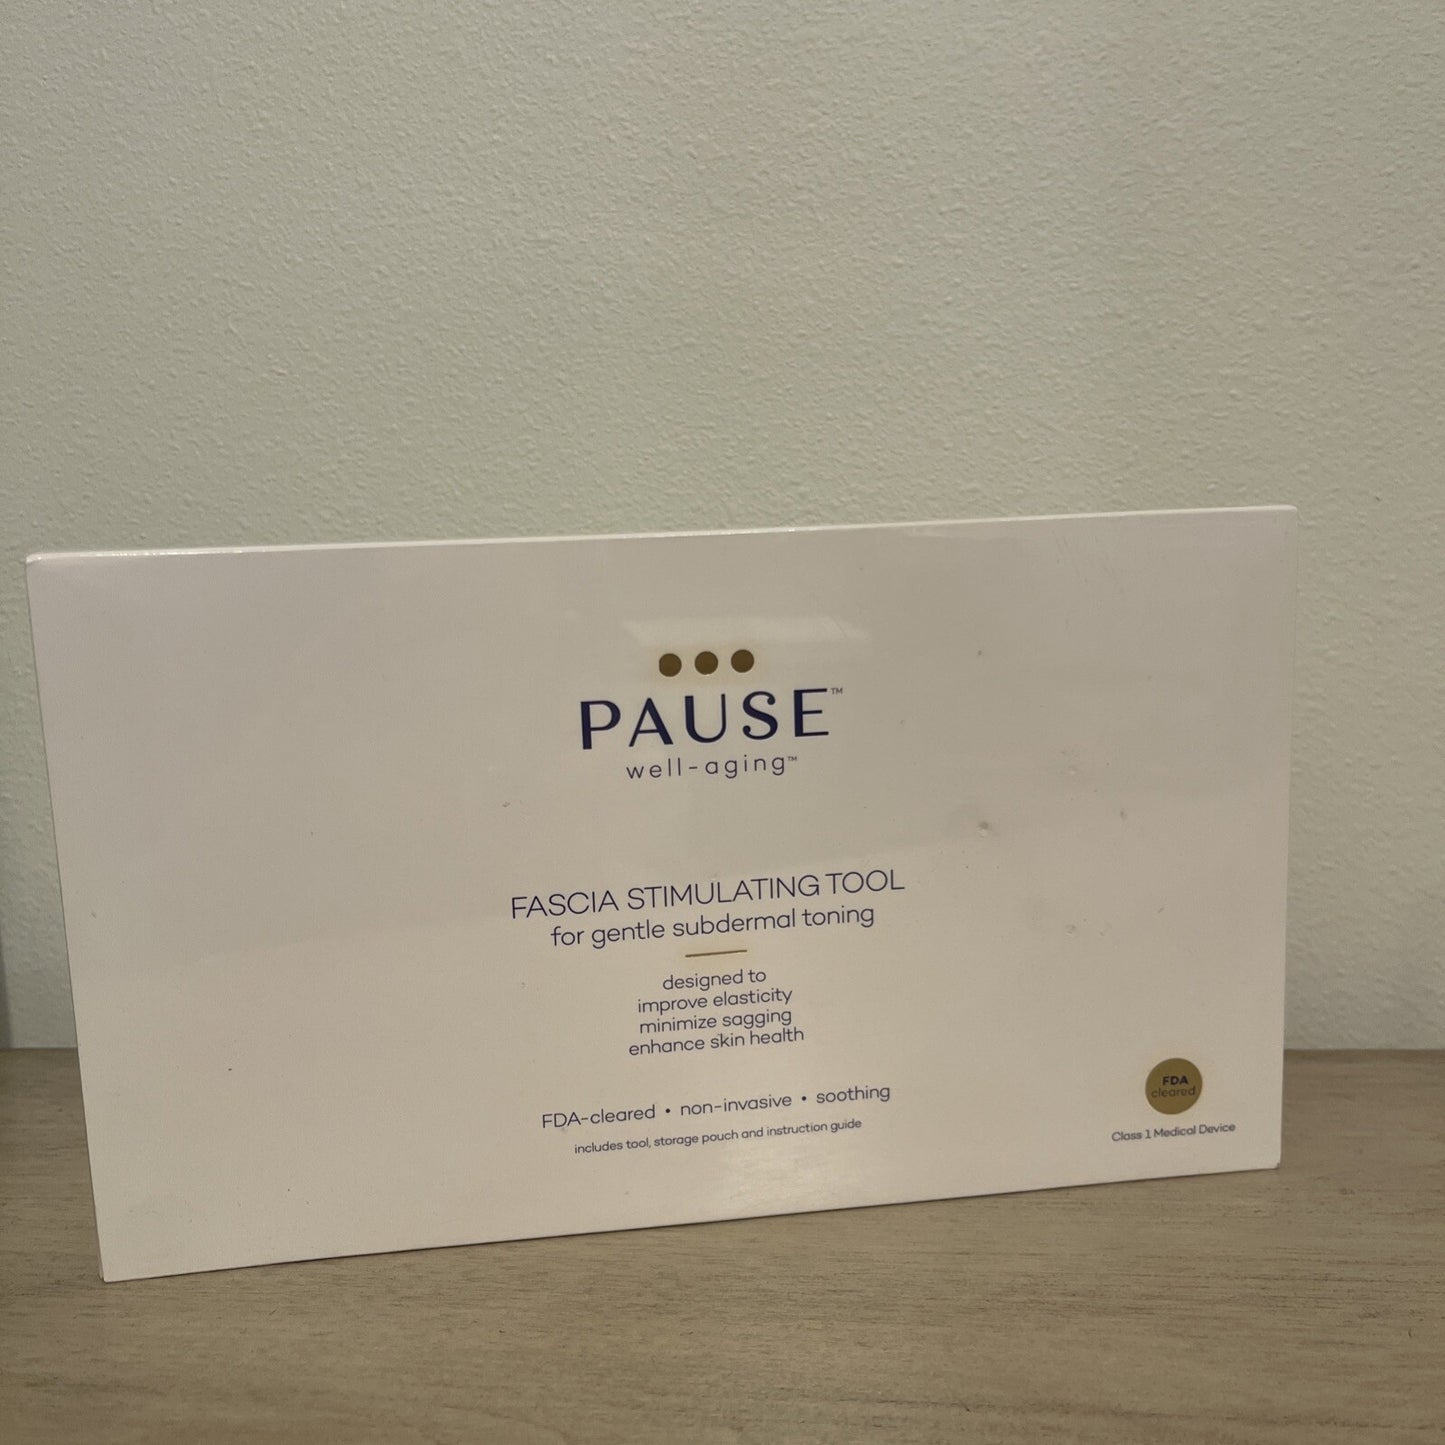 PAUSE™
well-aging™
FASCIA STIMULATING TOOL
for gentle subdermal toning
designed to
improve elasticity
minimize sagging
enhance skin health
FDA-cleared • non-invasive • soothing
includes tool, storage pouch and instruction guide
FDA
cleared
Class 1 Medical Device